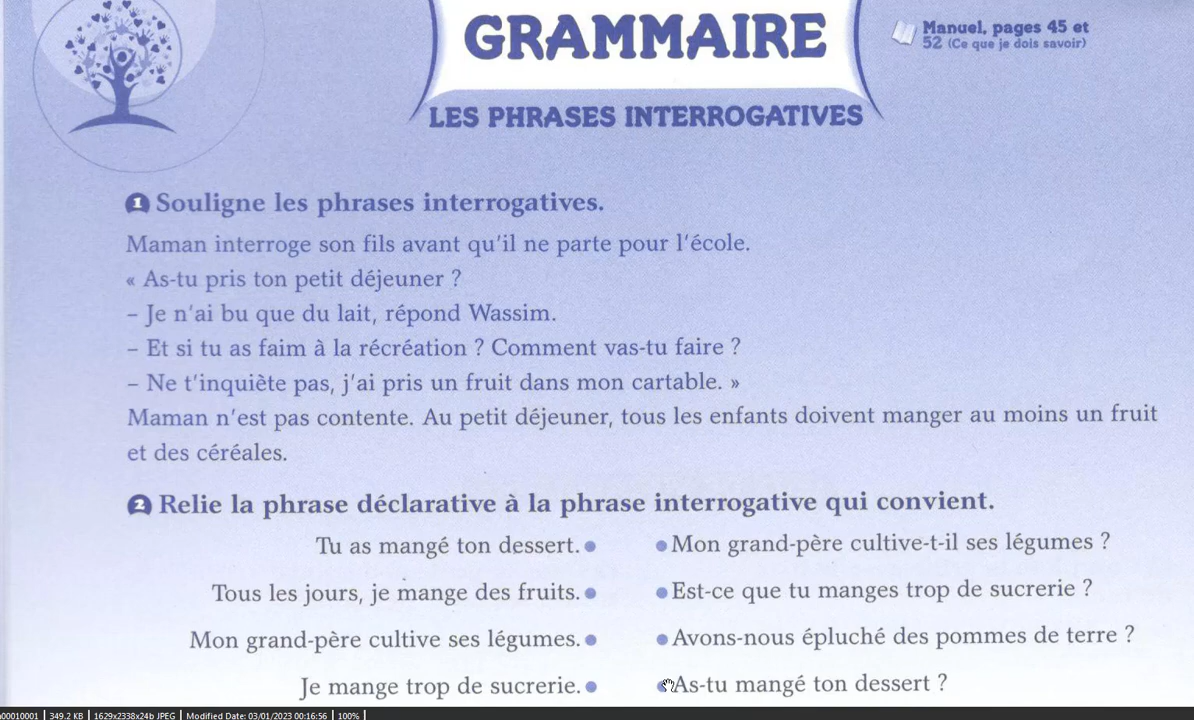 GRAMMAIRE
Manuel, pages 45 et
52 (Ce que je dois savoir)
LES PHRASES INTERROGATIVES
1 Souligne les phrases interrogatives.
Maman interroge son fils avant qu'il ne parte pour l'école.
« As-tu pris ton petit déjeuner ?
– Je n'ai bu que du lait, répond Wassim.
– Et si tu as faim à la récréation ? Comment vas-tu faire ?
– Ne t'inquiète pas, j'ai pris un fruit dans mon cartable. »
Maman n'est pas contente. Au petit déjeuner, tous les enfants doivent manger au moins un fruit
et des céréales.
2 Relie la phrase déclarative à la phrase interrogative qui convient.
Tu as mangé ton dessert. • • Mon grand-père cultive-t-il ses légumes ?
Tous les jours, je mange des fruits. • • Est-ce que tu manges trop de sucrerie ?
Mon grand-père cultive ses légumes. • • Avons-nous épluché des pommes de terre ?
Je mange trop de sucrerie. • • As-tu mangé ton dessert ?
00010001 | 349.2 KB | 1629x2338x24b JPEG | Modified Date: 03/01/2023 00:16:56 | 100% |